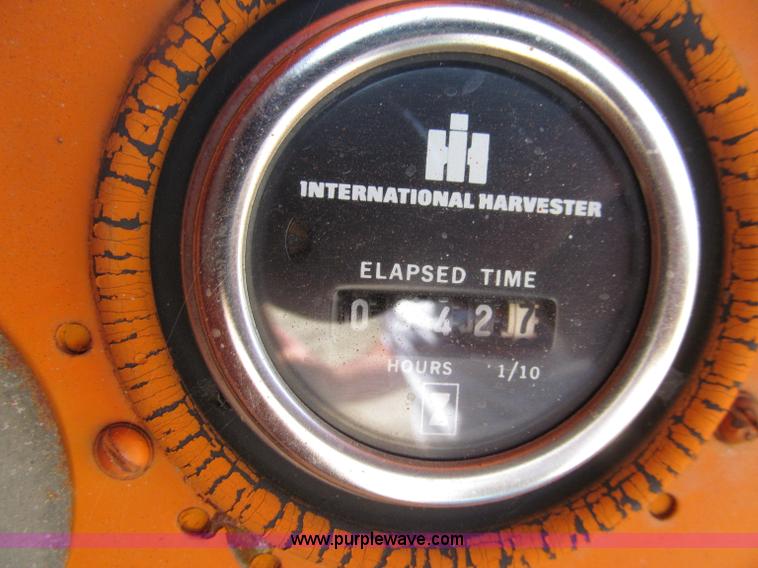 IH
INTERNATIONAL HARVESTER
ELAPSED TIME
0 427
HOURS 1/10
Z
www.purplewave.com